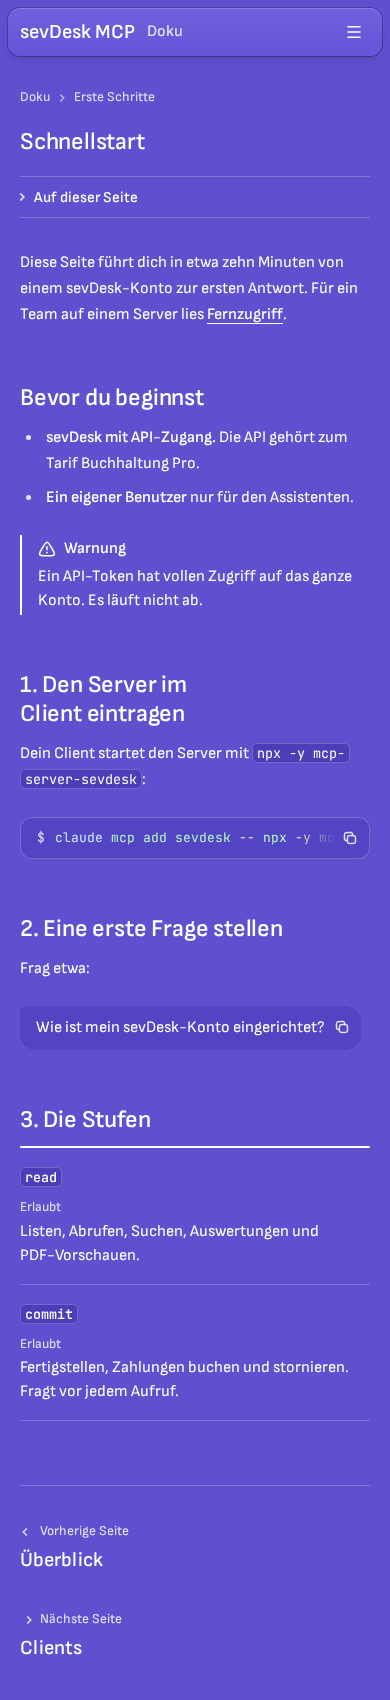 sevDesk MCP Doku
Doku > Erste Schritte
Schnellstart
Auf dieser Seite
Diese Seite führt dich in etwa zehn Minuten von
einem sevDesk-Konto zur ersten Antwort. Für ein
Team auf einem Server lies Fernzugriff.
Bevor du beginnst
• sevDesk mit API-Zugang. Die API gehört zum
Tarif Buchhaltung Pro.
• Ein eigener Benutzer nur für den Assistenten.
Warnung
Ein API-Token hat vollen Zugriff auf das ganze
Konto. Es läuft nicht ab.
1. Den Server im
Client eintragen
Dein Client startet den Server mit npx -y mcp-
server-sevdesk:
$ claude mcp add sevdesk -- npx -y mc
2. Eine erste Frage stellen
Frag etwa:
Wie ist mein sevDesk-Konto eingerichtet?
3. Die Stufen
read
Erlaubt
Listen, Abrufen, Suchen, Auswertungen und
PDF-Vorschauen.
commit
Erlaubt
Fertigstellen, Zahlungen buchen und stornieren.
Fragt vor jedem Aufruf.
Vorherige Seite
Überblick
Nächste Seite
Clients